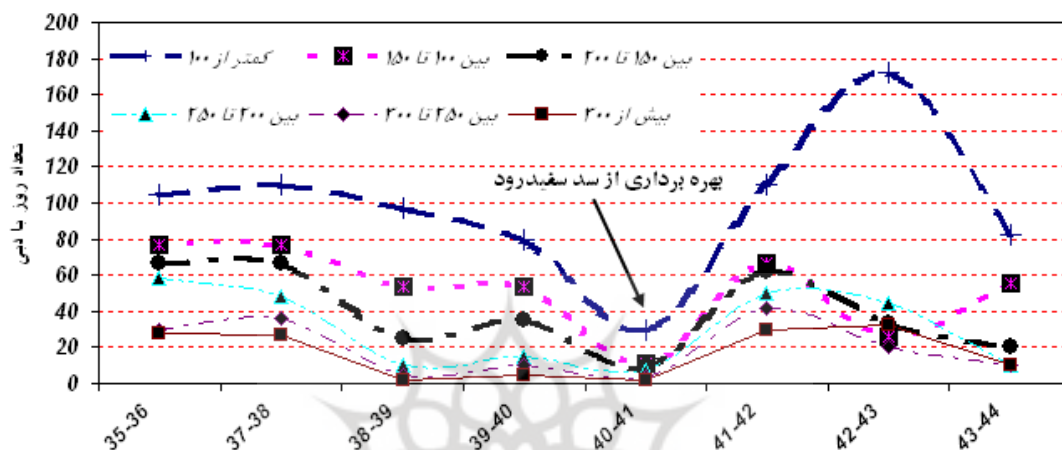 تعداد روز با دبی
200
180
160
140
120
100
80
60
40
20
0
کمتر از ۱۰۰
بین ۱۰۰ تا ۱۵۰
بین ۱۵۰ تا ۲۰۰
بین ۲۰۰ تا ۲۵۰
بین ۲۵۰ تا ۳۰۰
بیش از ۳۰۰
بهره برداری از سد سفیدرود
35-36
37-38
38-39
39-40
40-41
41-42
42-43
43-44